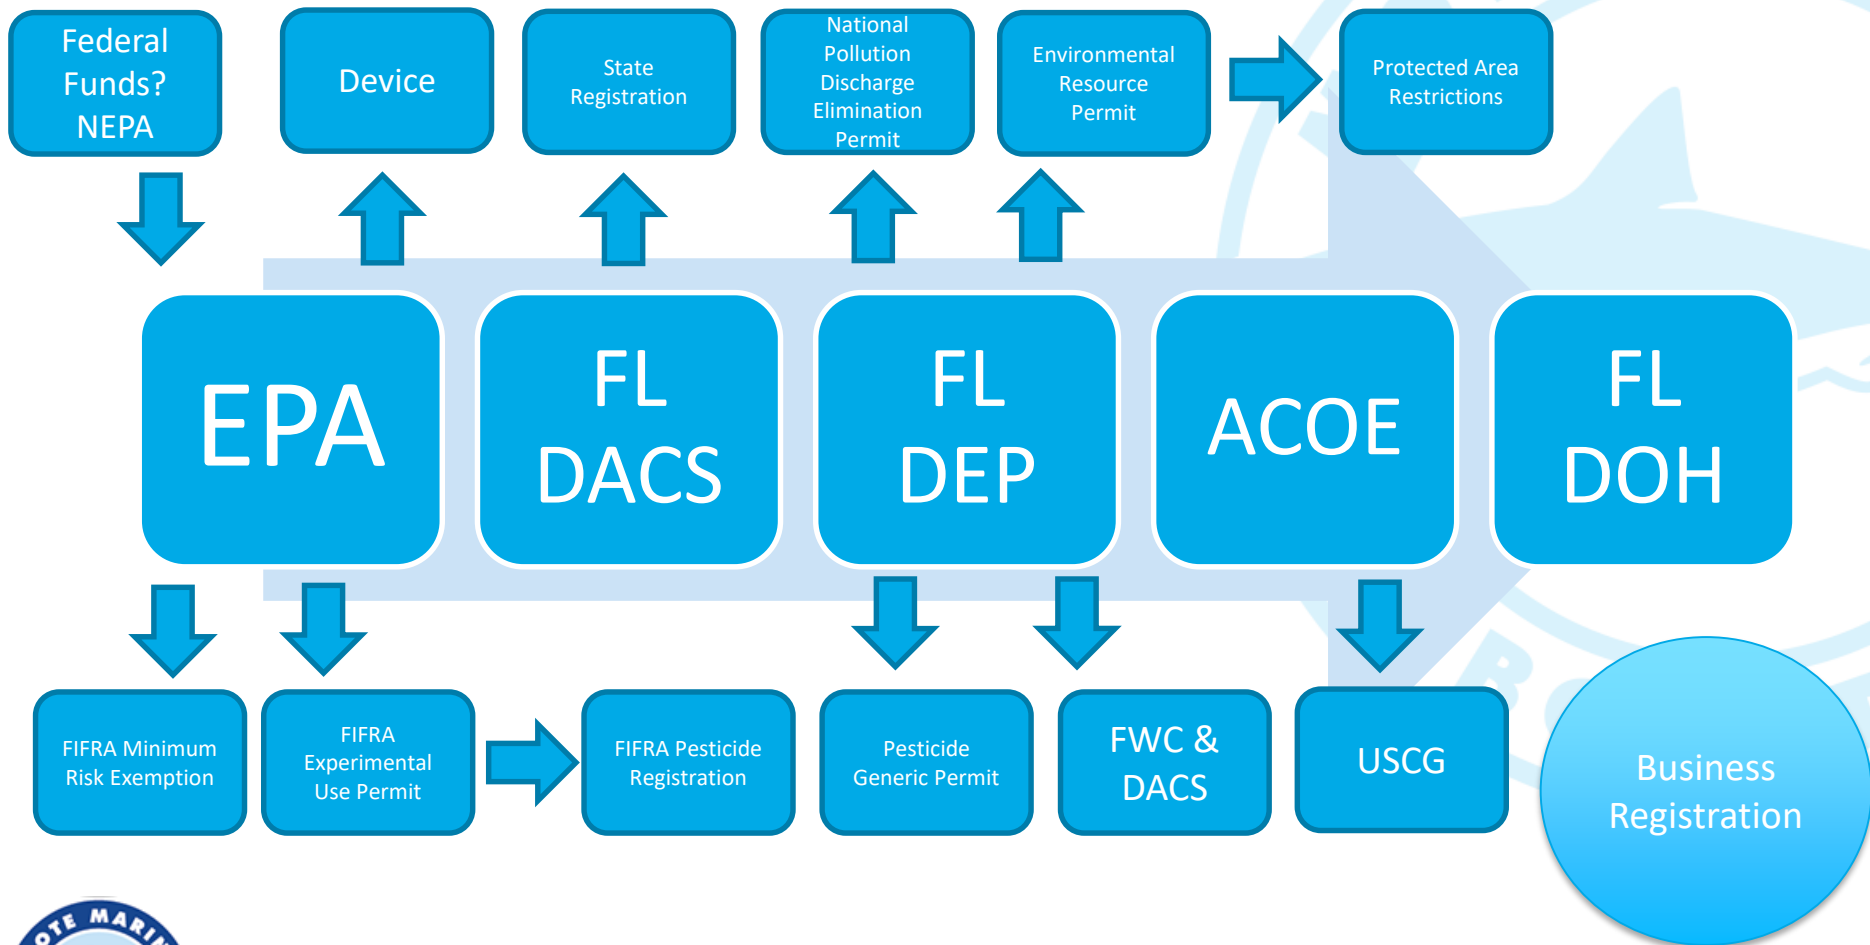 Federal
Funds?
NEPA
Device
State
Registration
National
Pollution
Discharge
Elimination
Permit
Environmental
Resource
Permit
Protected Area
Restrictions
EPA
FL
DACS
FL
DEP
ACOE
FL
DOH
FIFRA Minimum
Risk Exemption
FIFRA
Experimental
Use Permit
FIFRA Pesticide
Registration
Pesticide
Generic Permit
FWC &
DACS
USCG
Business
Registration